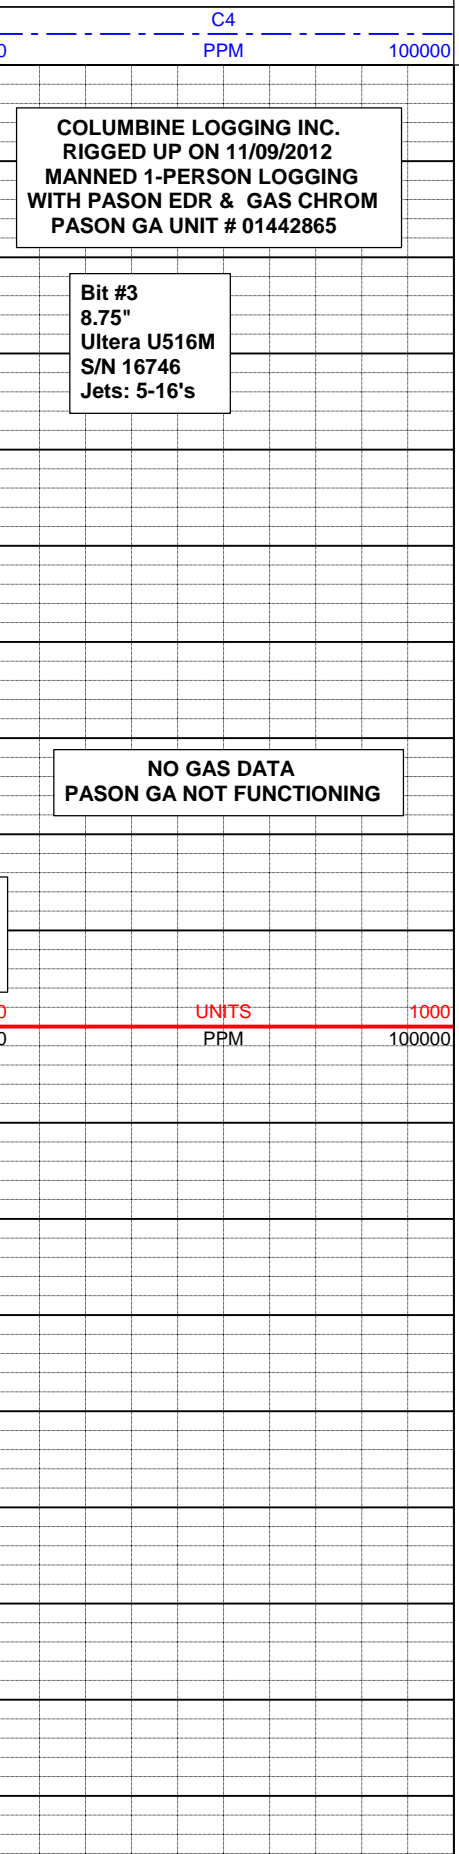 C4
0 PPM 100000
COLUMBINE LOGGING INC.
RIGGED UP ON 11/09/2012
MANNED 1-PERSON LOGGING
WITH PASON EDR & GAS CHROM
PASON GA UNIT # 01442865
Bit #3
8.75"
Ultera U516M
S/N 16746
Jets: 5-16's
NO GAS DATA
PASON GA NOT FUNCTIONING
0 UNITS 1000
0 PPM 100000